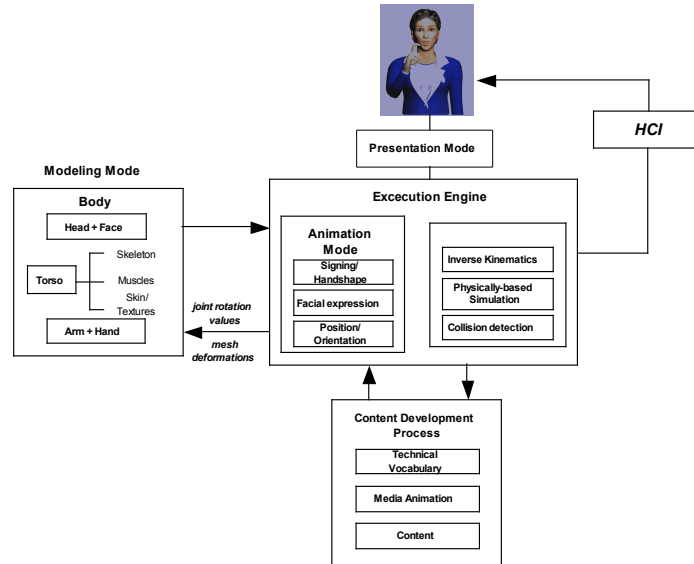 HCI
Presentation Mode
Modeling Mode
Body
Head + Face
Skeleton
Torso
Muscles
Skin/
Textures
Arm + Hand
joint rotation
values
mesh
deformations
Excecution Engine
Animation
Mode
Signing/
Handshape
Facial expression
Position/
Orientation
Inverse Kinematics
Physically-based
Simulation
Collision detection
Content Development
Process
Technical
Vocabulary
Media Animation
Content